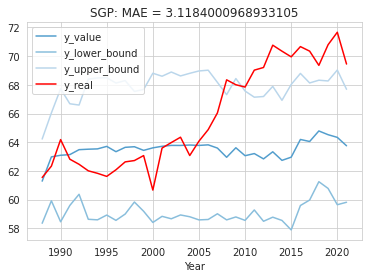 SGP: MAE = 3.1184000968933105
y_value
y_lower_bound
y_upper_bound
y_real
72
70
68
66
64
62
60
58
1990 1995 2000 2005 2010 2015 2020
Year